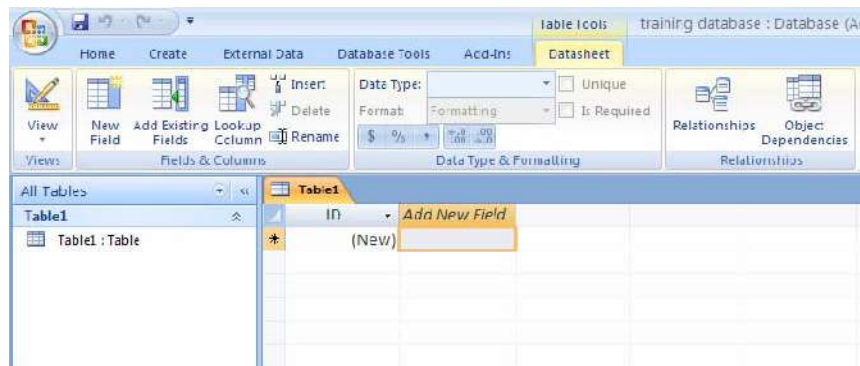 Table Tools training database : Database (A
Home Create External Data Database Tools Add-Ins Datasheet
View
New Field
Add Existing Fields
Lookup Column
Insert
Delete
Rename
Data Type:
Format: Formatting
$ % ,
Unique
Is Required
Relationships
Object Dependencies
Views Fields & Columns Data Type & Formatting Relationships
All Tables
Table1
Table1 : Table
Table1
ID Add New Field
(New)